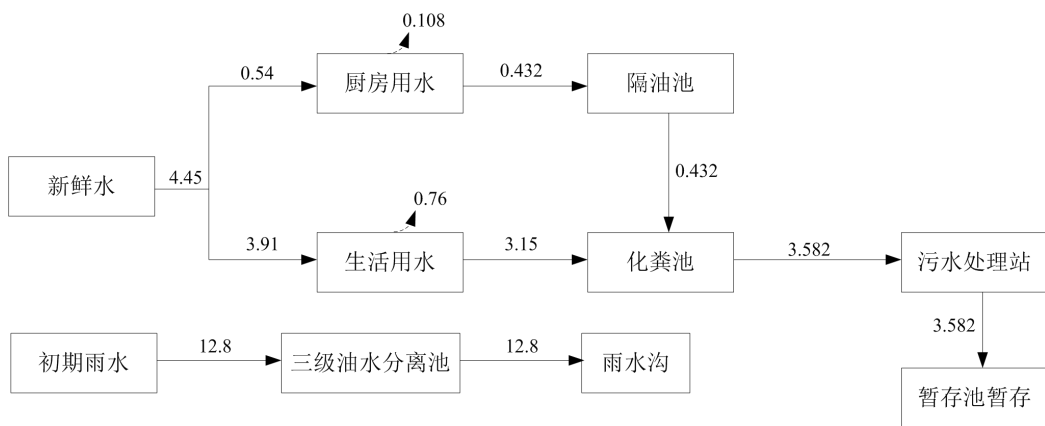 0.108
0.54
厨房用水
0.432
隔油池
新鲜水
4.45
0.432
0.76
3.91
生活用水
3.15
化粪池
3.582
污水处理站
初期雨水
12.8
三级油水分离池
12.8
雨水沟
3.582
暂存池暂存